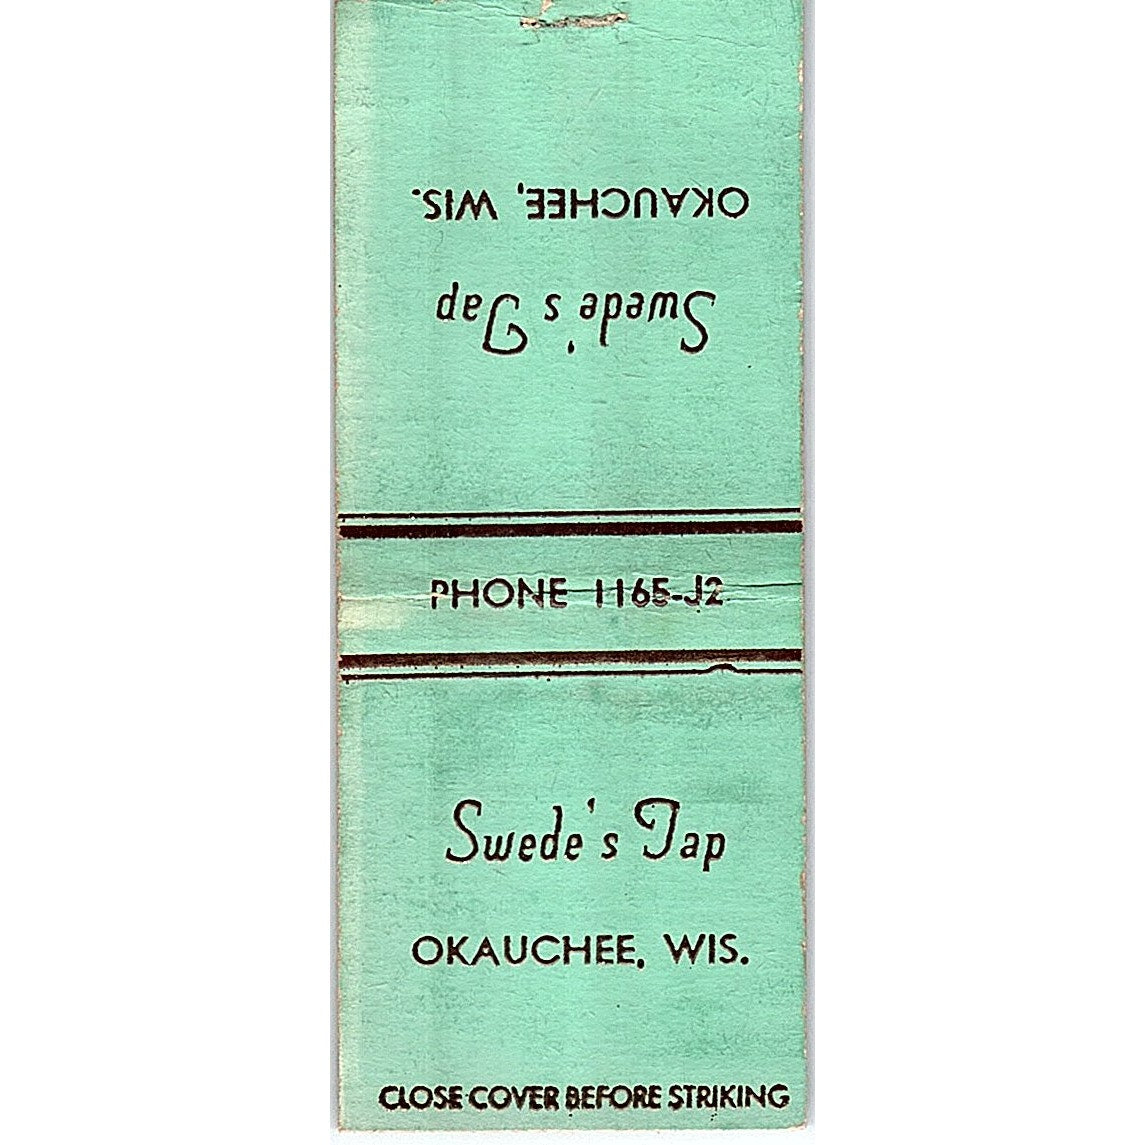 OKAUCHEE, WIS.
Swede's Tap
PHONE 1165-J2
Swede's Tap
OKAUCHEE, WIS.
CLOSE COVER BEFORE STRIKING